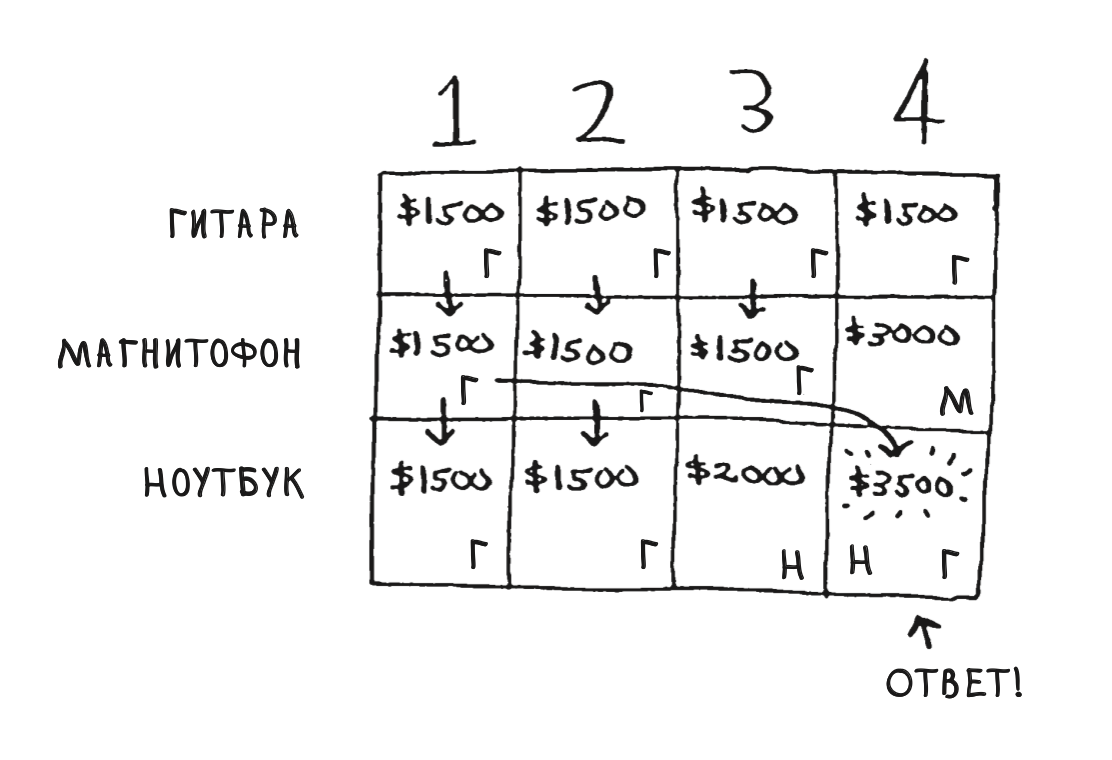 1 2 3 4
ГИТАРА $1500 $1500 $1500 $1500
Г Г Г Г
МАГНИТОФОН $1500 $1500 $1500 $3000
Г Г Г М
НОУТБУК $1500 $1500 $2000 $3500
Г Г Н Н Г
ОТВЕТ!